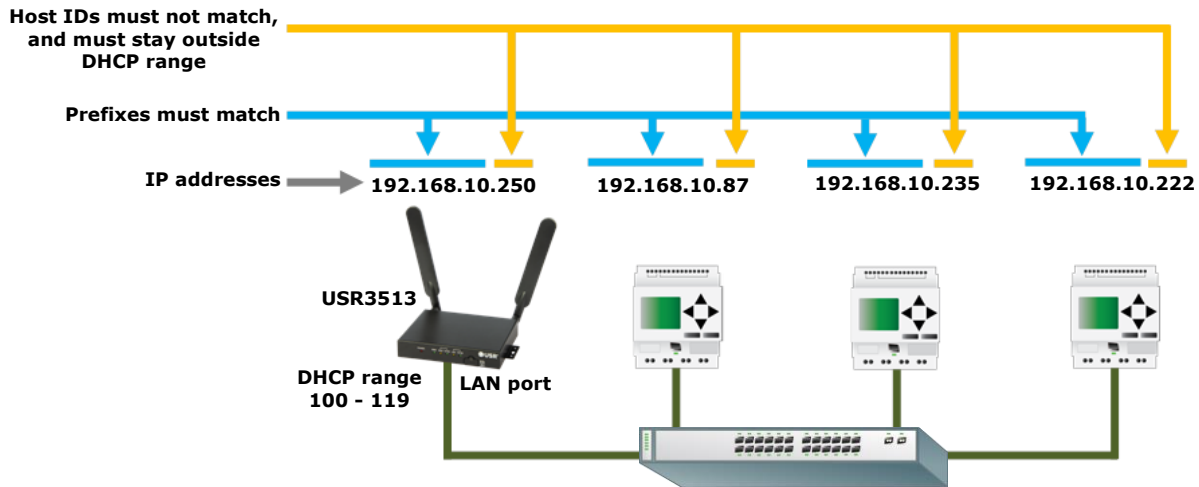 Host IDs must not match,
and must stay outside
DHCP range
Prefixes must match
IP addresses
192.168.10.250
192.168.10.87
192.168.10.235
192.168.10.222
USR3513
USR
DHCP range
100 - 119
LAN port